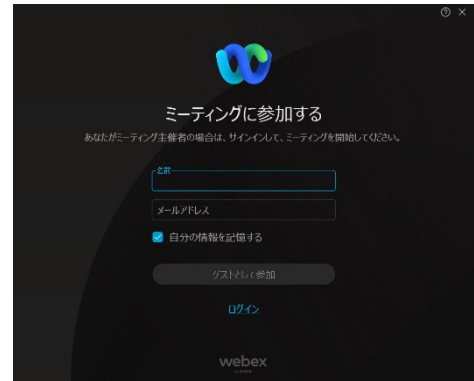 ミーティングに参加する
あなたがミーティング主催者の場合は、サインインして、ミーティングを開始してください。
名前
メールアドレス
自分の情報を記憶する
ゲストとして参加
ログイン
webex